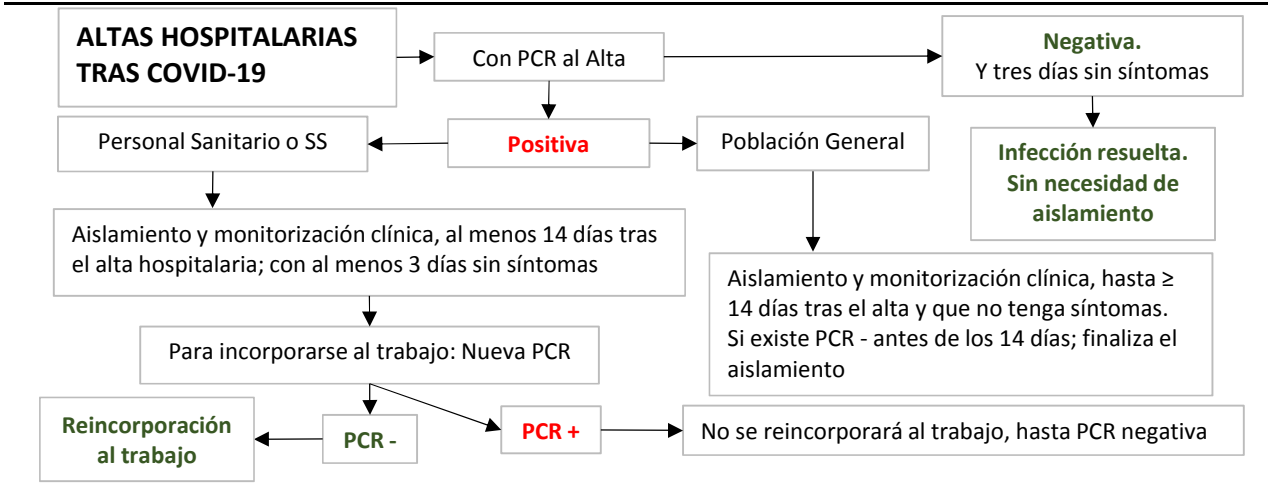 ALTAS HOSPITALARIAS
TRAS COVID-19
Con PCR al Alta
Negativa.
Y tres días sin síntomas
Personal Sanitario o SS
Positiva
Población General
Infección resuelta.
Sin necesidad de
aislamiento
Aislamiento y monitorización clínica, al menos 14 días tras
el alta hospitalaria; con al menos 3 días sin síntomas
Aislamiento y monitorización clínica, hasta ≥
14 días tras el alta y que no tenga síntomas.
Si existe PCR - antes de los 14 días; finaliza el
aislamiento
Para incorporarse al trabajo: Nueva PCR
Reincorporación
al trabajo
PCR -
PCR +
No se reincorporará al trabajo, hasta PCR negativa